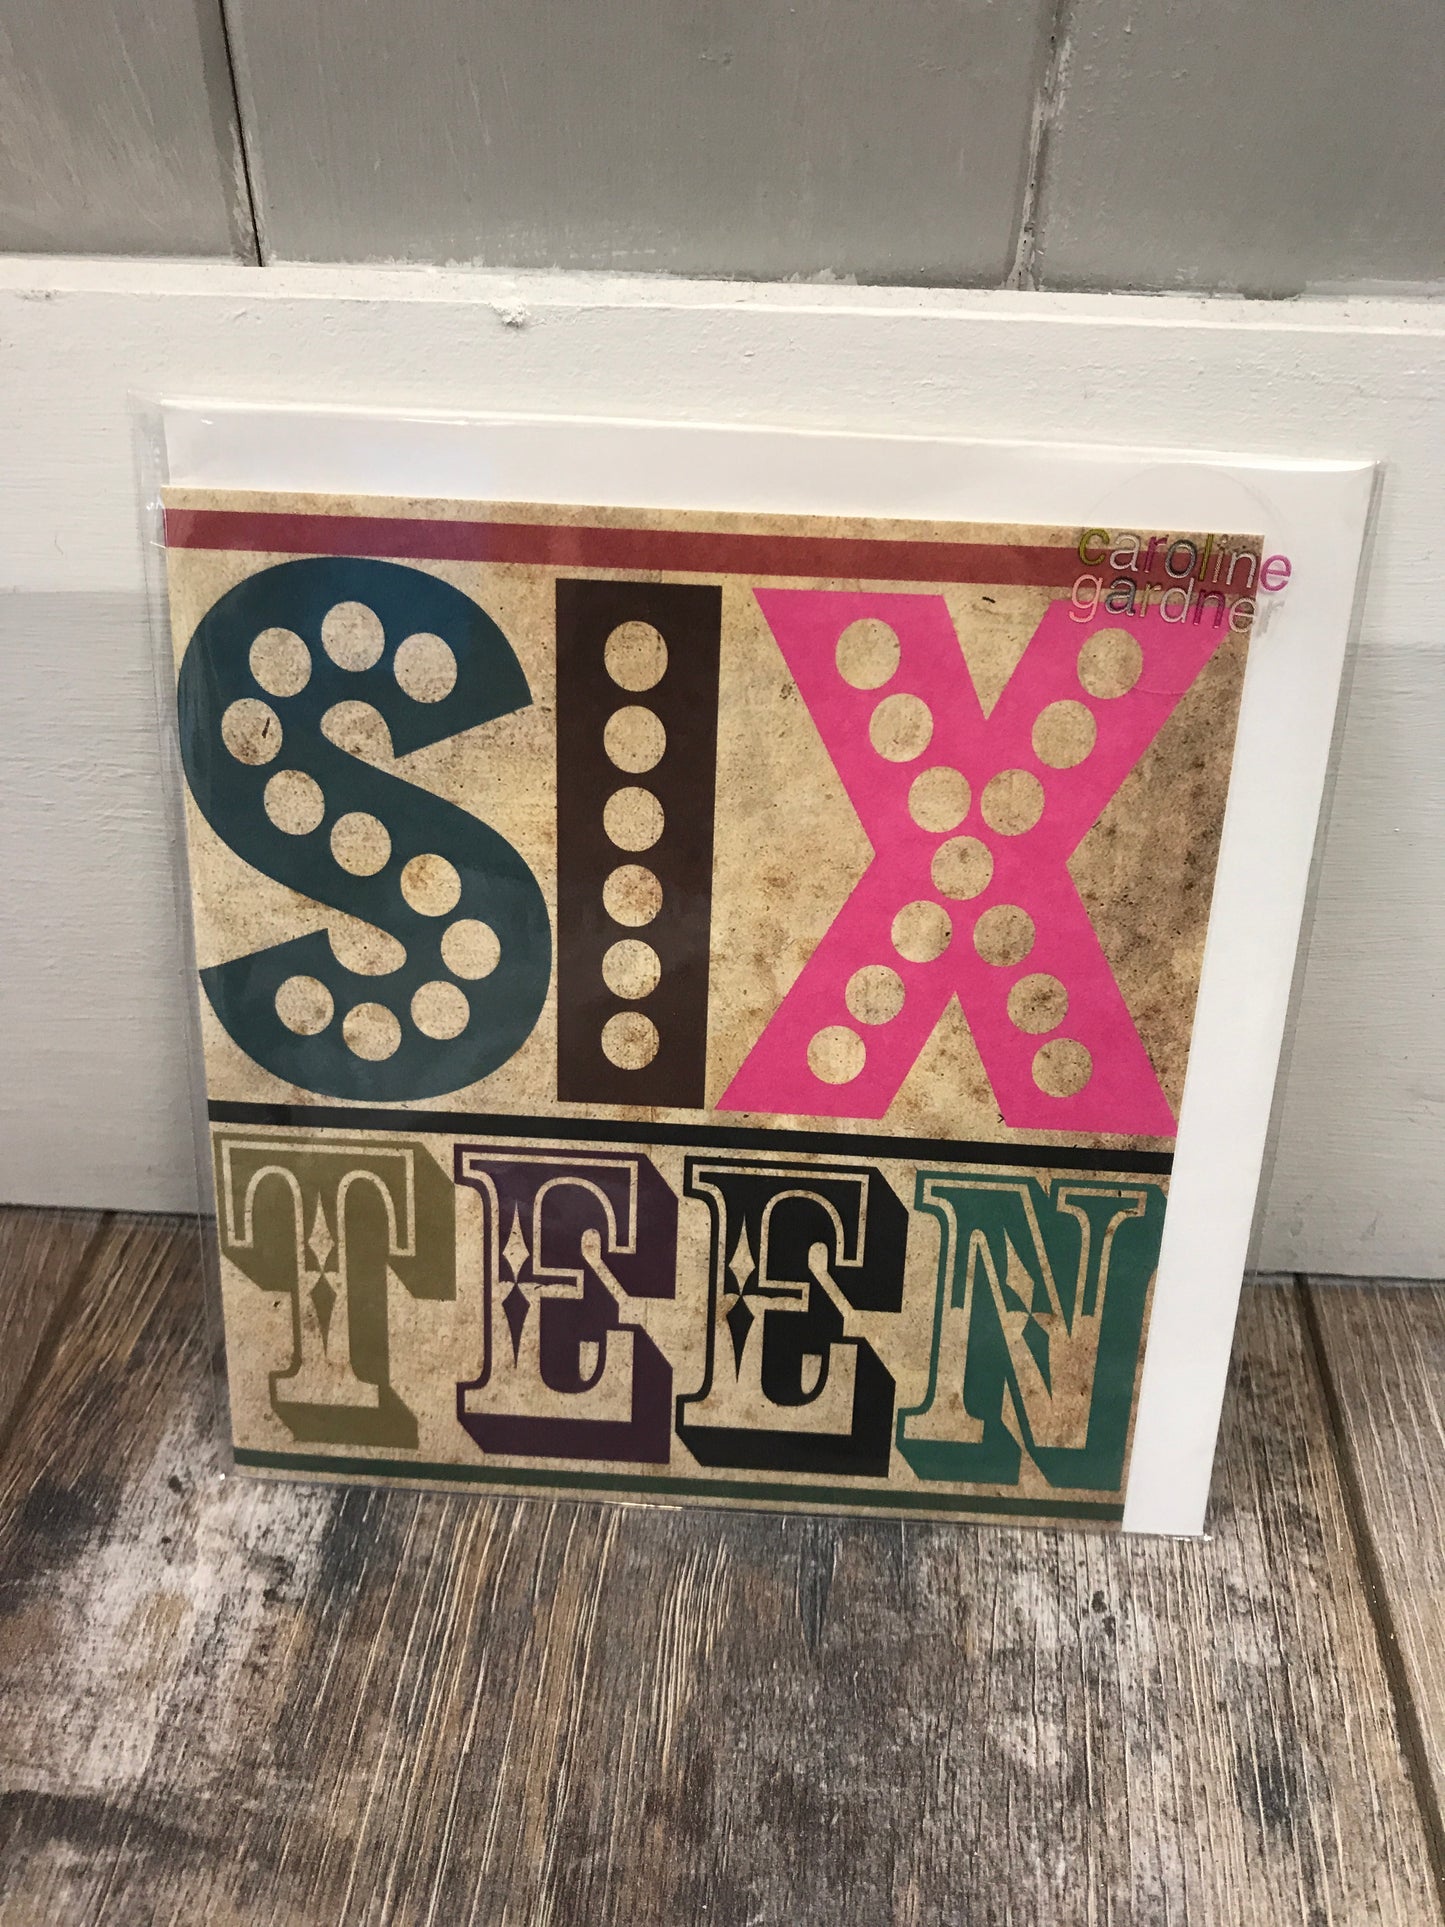 caroline
gardner
SIX
TEEN